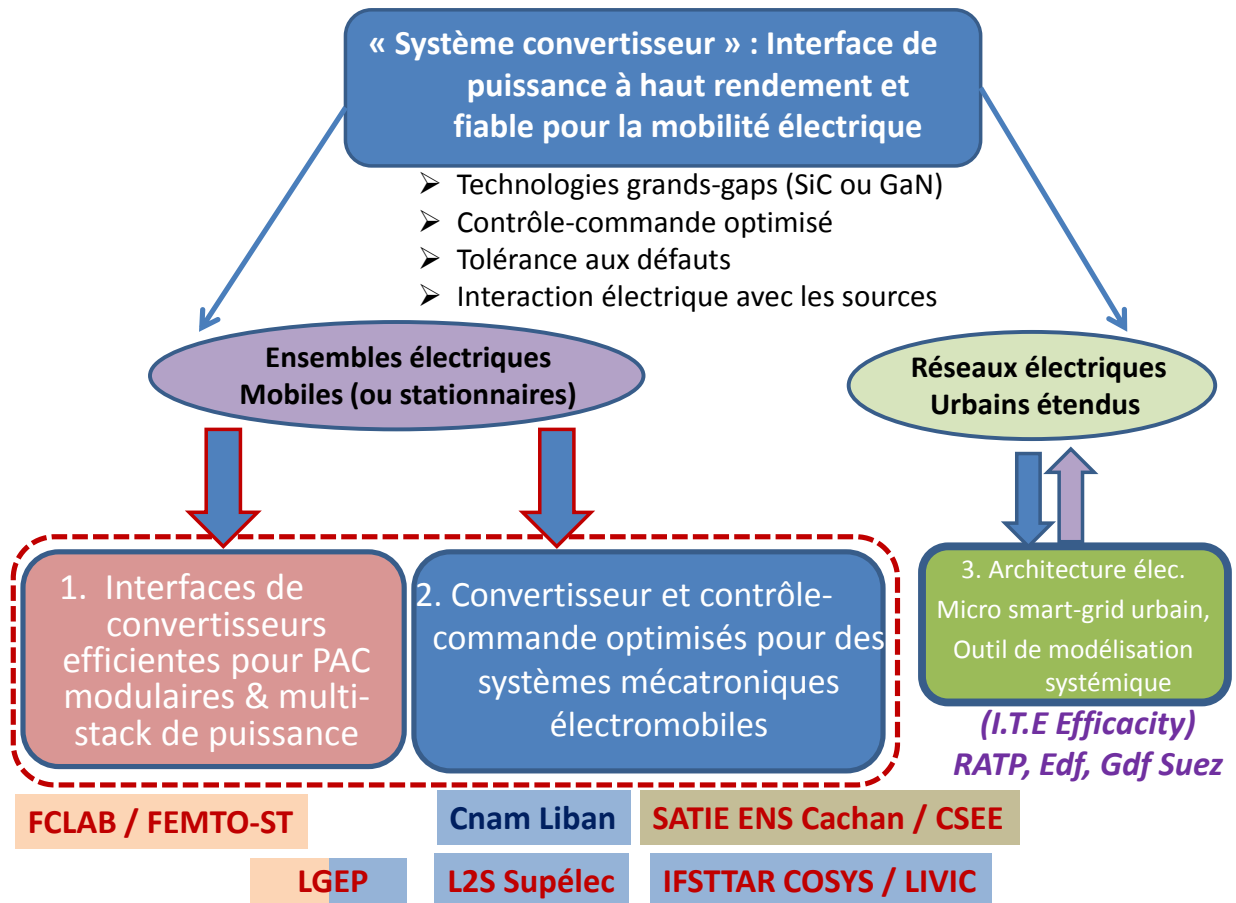 « Système convertisseur » : Interface de
puissance à haut rendement et
fiable pour la mobilité électrique
➢ Technologies grands-gaps (SiC ou GaN)
➢ Contrôle-commande optimisé
➢ Tolérance aux défauts
➢ Interaction électrique avec les sources
Ensembles électriques
Mobiles (ou stationnaires)
Réseaux électriques
Urbains étendus
1. Interfaces de
convertisseurs
efficientes pour PAC
modulaires & multi-
stack de puissance
2. Convertisseur et contrôle-
commande optimisés pour des
systèmes mécatroniques
électromobiles
3. Architecture élec.
Micro smart-grid urbain,
Outil de modélisation
systémique
(I.T.E Efficacity)
RATP, Edf, Gdf Suez
FCLAB / FEMTO-ST
Cnam Liban
SATIE ENS Cachan / CSEE
LGEP
L2S Supélec
IFSTTAR COSYS / LIVIC